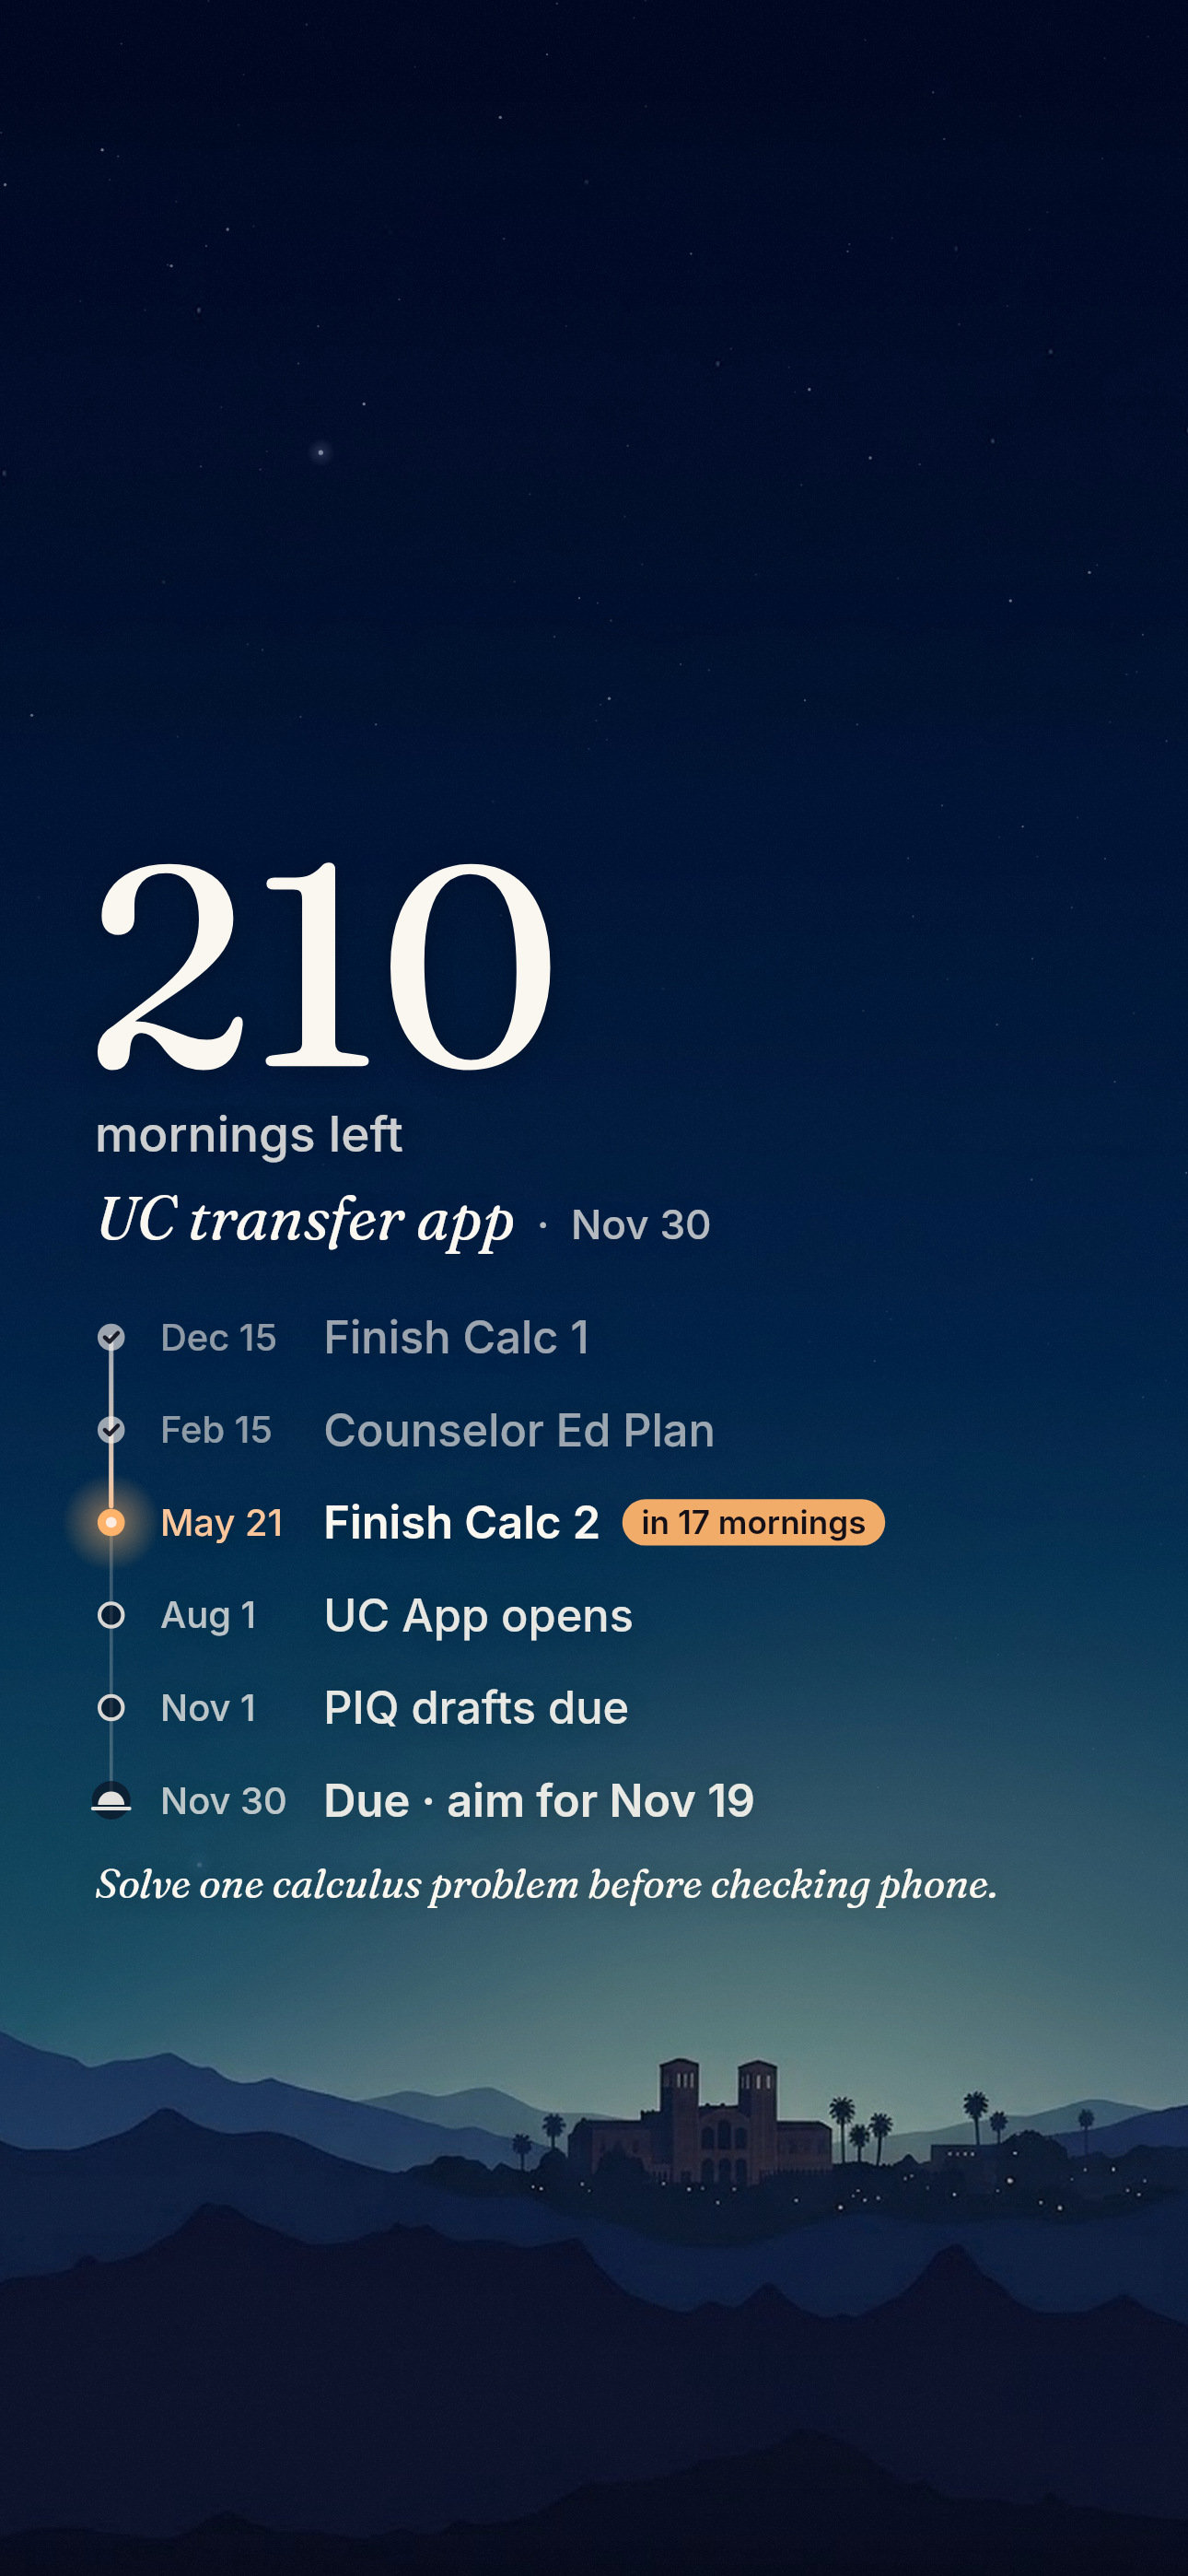 210
mornings left
UC transfer app · Nov 30
Dec 15 Finish Calc 1
Feb 15 Counselor Ed Plan
May 21 Finish Calc 2 in 17 mornings
Aug 1 UC App opens
Nov 1 PIQ drafts due
Nov 30 Due · aim for Nov 19
Solve one calculus problem before checking phone.